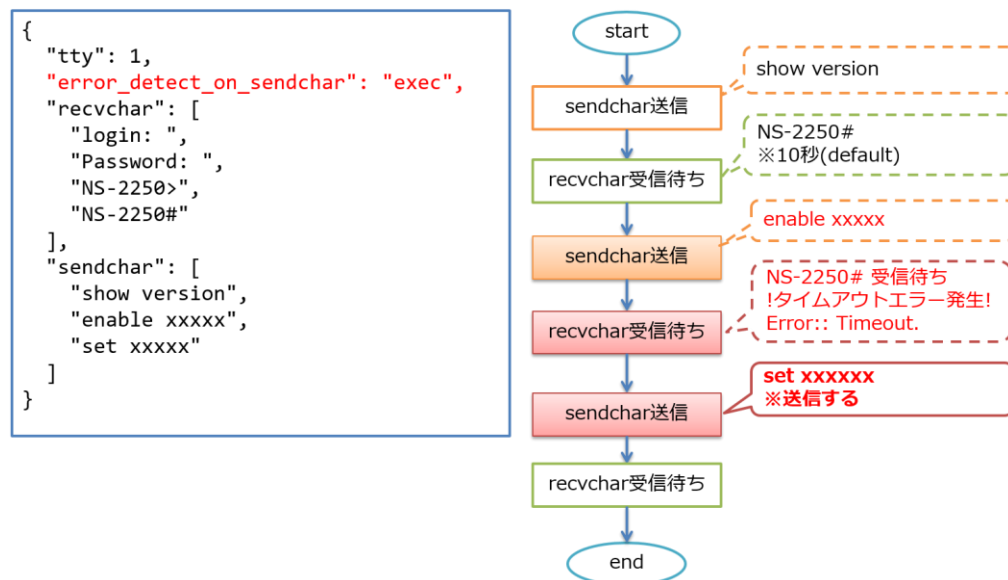 {
  "tty": 1,
  "error_detect_on_sendchar": "exec",
  "recvchar": [
    "login: ",
    "Password: ",
    "NS-2250>",
    "NS-2250#"
  ],
  "sendchar": [
    "show version",
    "enable xxxxx",
    "set xxxxx"
  ]
}
start
sendchar送信
show version
recvchar受信待ち
NS-2250#
※10秒(default)
sendchar送信
enable xxxxx
recvchar受信待ち
NS-2250# 受信待ち
!タイムアウトエラー発生!
Error:: Timeout.
sendchar送信
set xxxxxx
※送信する
recvchar受信待ち
end